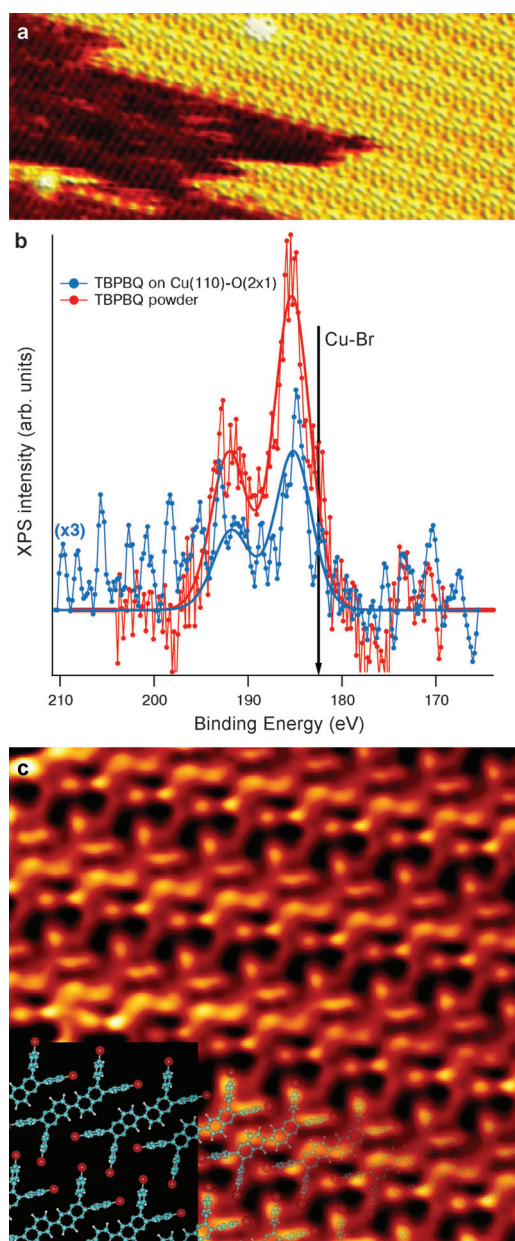 a
b
TBPBQ on Cu(110)-O(2x1)
TBPBQ powder
Cu-Br
XPS intensity (arb. units)
(x3)
210 200 190 180 170
Binding Energy (eV)
c